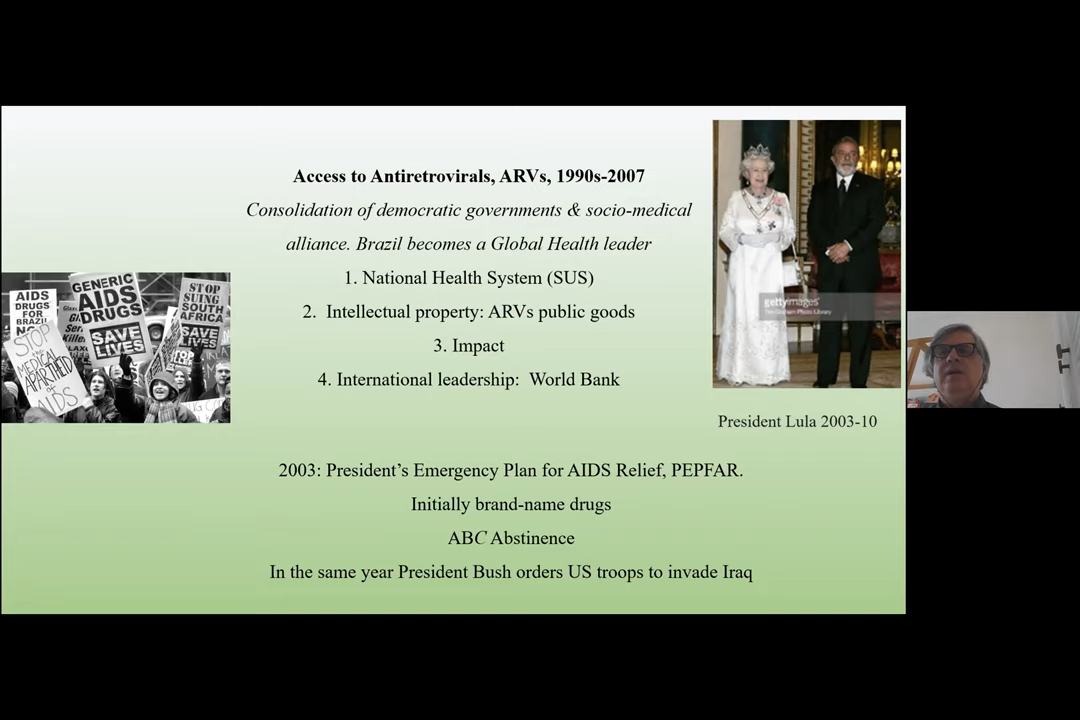 Access to Antiretrovirals, ARVs, 1990s-2007
Consolidation of democratic governments & socio-medical
alliance. Brazil becomes a Global Health leader
1. National Health System (SUS)
2. Intellectual property: ARVs public goods
3. Impact
4. International leadership: World Bank
AIDS
DRUGS
FOR
BRAZIL
STOP
MEDICAL
APARTHEID
AIDS
GENERIC
AIDS
DRUGS
SAVE
LIVES
STOP
SUING
SOUTH
AFRICA
SAVE
LIVES
gettyimages
President Lula 2003-10
2003: President's Emergency Plan for AIDS Relief, PEPFAR.
Initially brand-name drugs
ABC Abstinence
In the same year President Bush orders US troops to invade Iraq